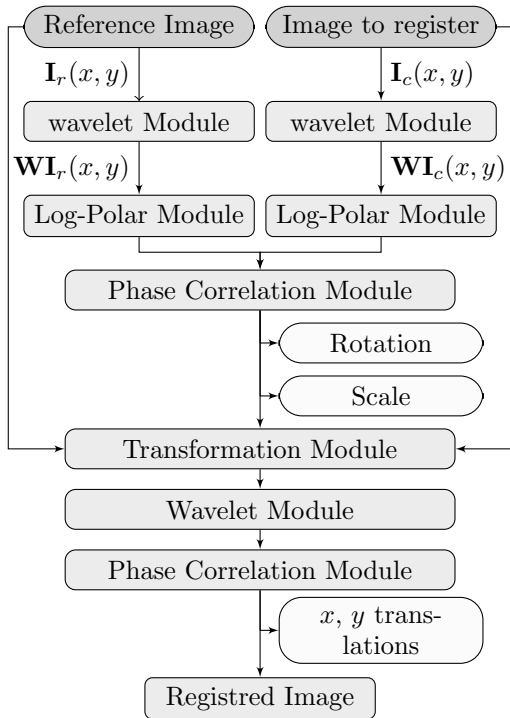 Reference Image
Image to register
I_r(x, y)
I_c(x, y)
wavelet Module
wavelet Module
WI_r(x, y)
WI_c(x, y)
Log-Polar Module
Log-Polar Module
Phase Correlation Module
Rotation
Scale
Transformation Module
Wavelet Module
Phase Correlation Module
x, y trans-
lations
Registred Image